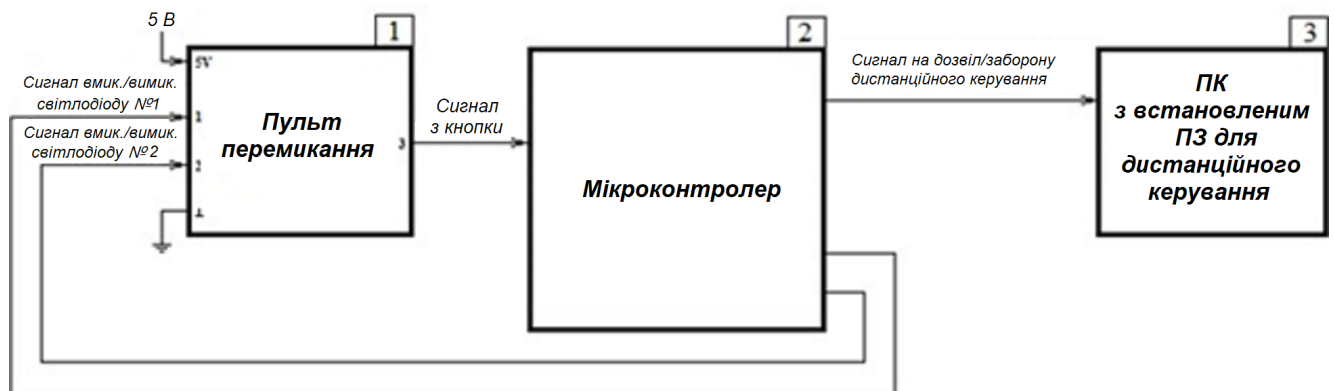 5 В
1
2
3
5V
Сигнал вмик./вимик.
світлодіоду №1
1
Сигнал вмик./вимик.
світлодіоду №2
2
Пульт
перемикання
3
Сигнал
з кнопки
Мікроконтролер
Сигнал на дозвіл/заборону
дистанційного керування
ПК
з встановленим
ПЗ для
дистанційного
керування